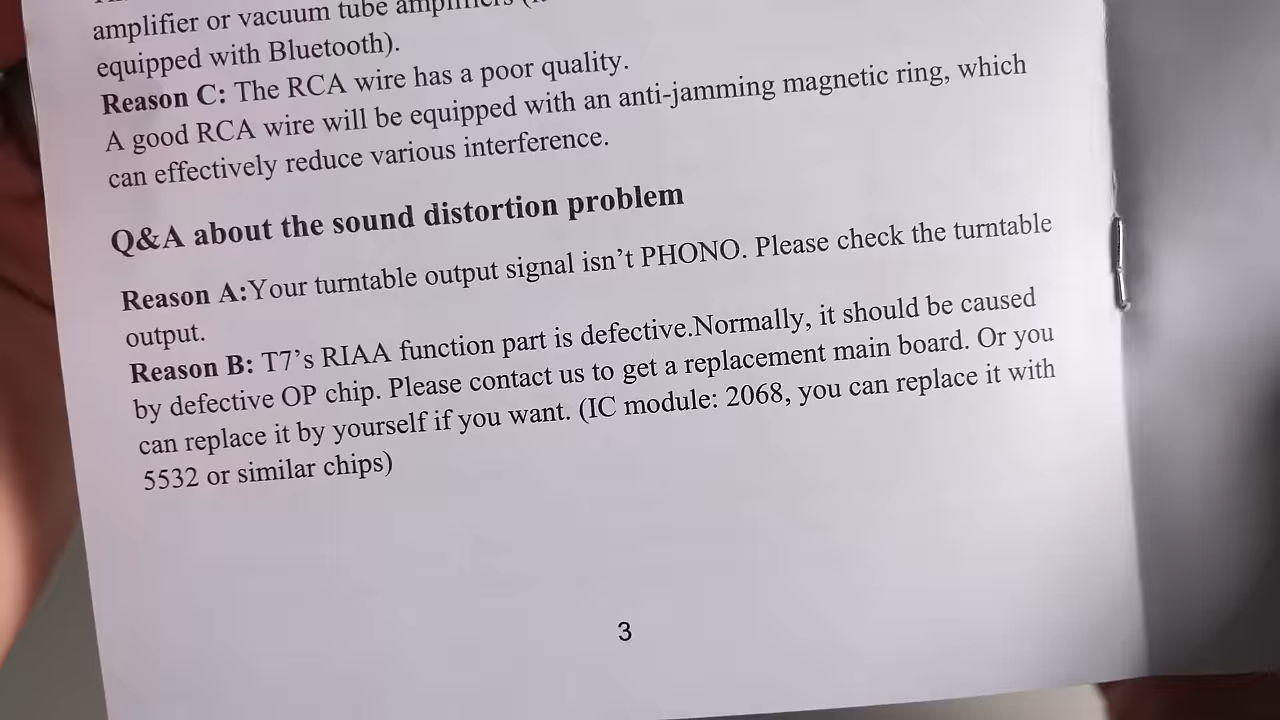 amplifier or vacuum tube amplifiers
equipped with Bluetooth).
Reason C: The RCA wire has a poor quality.
A good RCA wire will be equipped with an anti-jamming magnetic ring, which
can effectively reduce various interference.
Q&A about the sound distortion problem
Reason A:Your turntable output signal isn’t PHONO. Please check the turntable
output.
Reason B: T7’s RIAA function part is defective.Normally, it should be caused
by defective OP chip. Please contact us to get a replacement main board. Or you
can replace it by yourself if you want. (IC module: 2068, you can replace it with
5532 or similar chips)
3